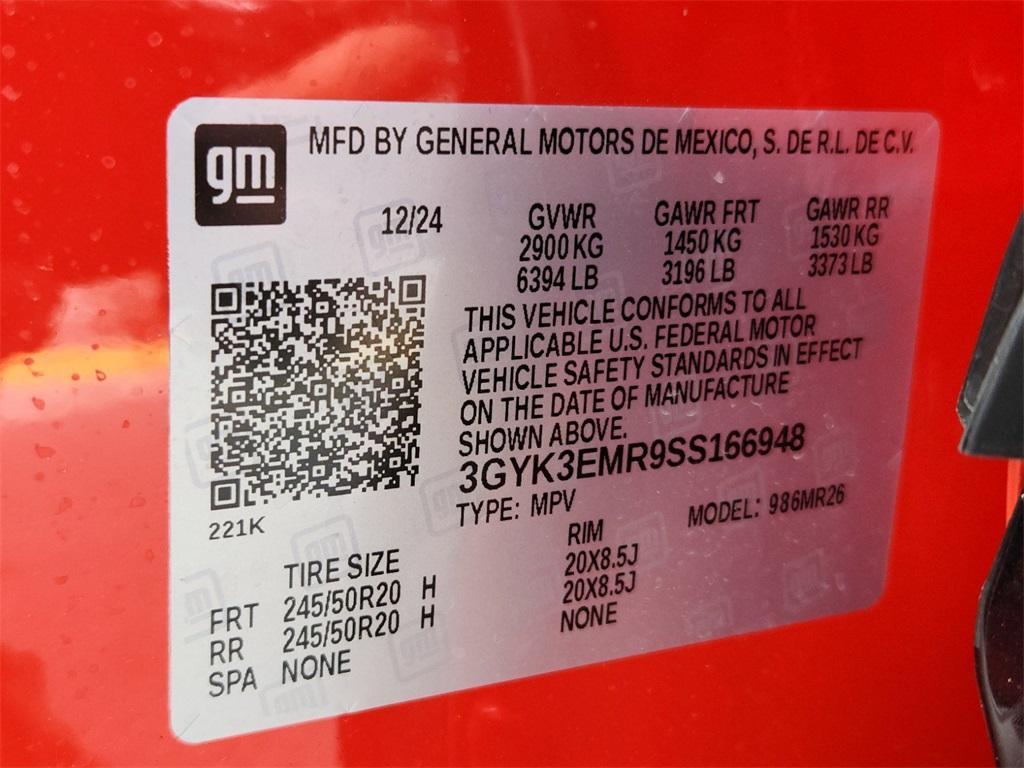 gm
MFD BY GENERAL MOTORS DE MEXICO, S. DE R.L. DE C.V.
12/24 GVWR GAWR FRT GAWR RR
2900 KG 1450 KG 1530 KG
6394 LB 3196 LB 3373 LB
THIS VEHICLE CONFORMS TO ALL
APPLICABLE U.S. FEDERAL MOTOR
VEHICLE SAFETY STANDARDS IN EFFECT
ON THE DATE OF MANUFACTURE
SHOWN ABOVE.
3GYK3EMR9SS166948
TYPE: MPV MODEL: 986MR26
221K
TIRE SIZE RIM
FRT 245/50R20 H 20X8.5J
RR 245/50R20 H 20X8.5J
SPA NONE NONE